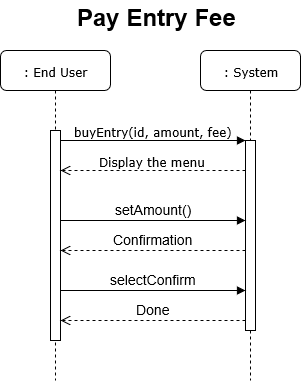 Pay Entry Fee
: End User
: System
buyEntry(id, amount, fee)
Display the menu
setAmount()
Confirmation
selectConfirm
Done